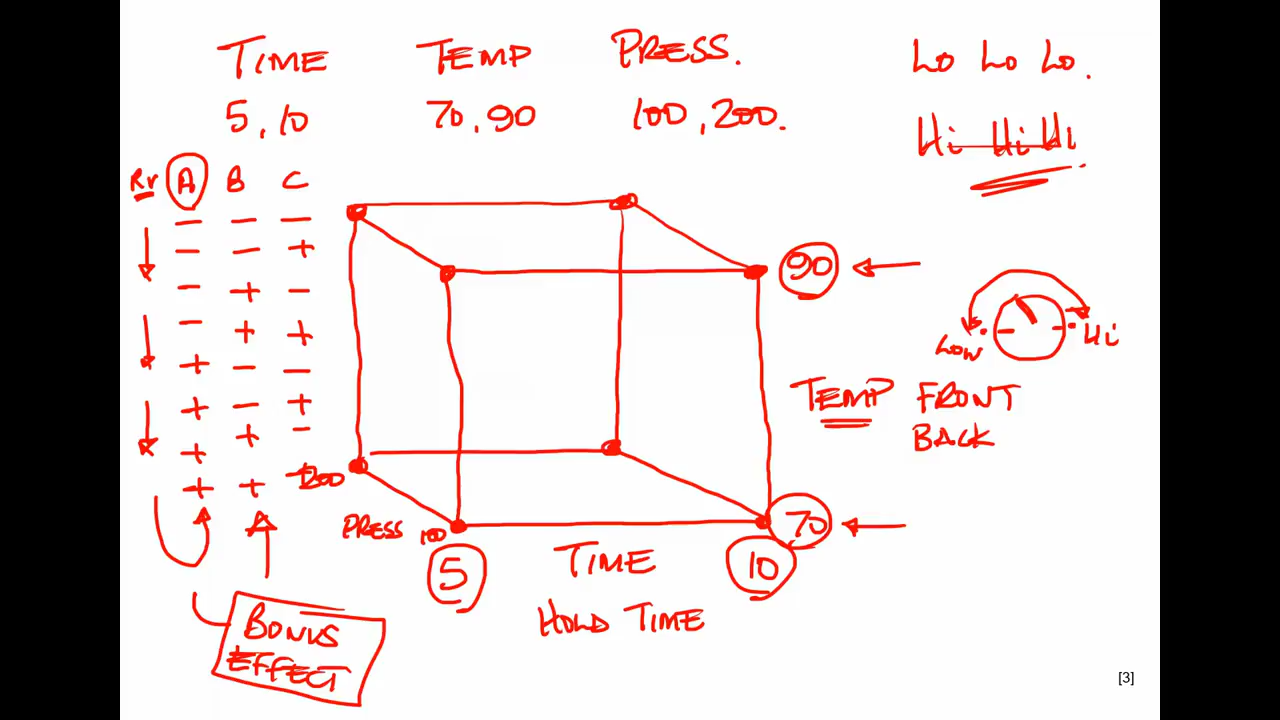 TIME TEMP PRESS.
5, 10 70, 90 100, 200.
Lo Lo Lo.
Hi Hi Hi
A B C
− − −
− − +
− + −
− + +
+ − −
+ − +
+ + −
+ +
200
PRESS 100
5
TIME
10
HOLD TIME
90
70
LOW Hi
TEMP FRONT
BACK
BONUS
EFFECT
[3]